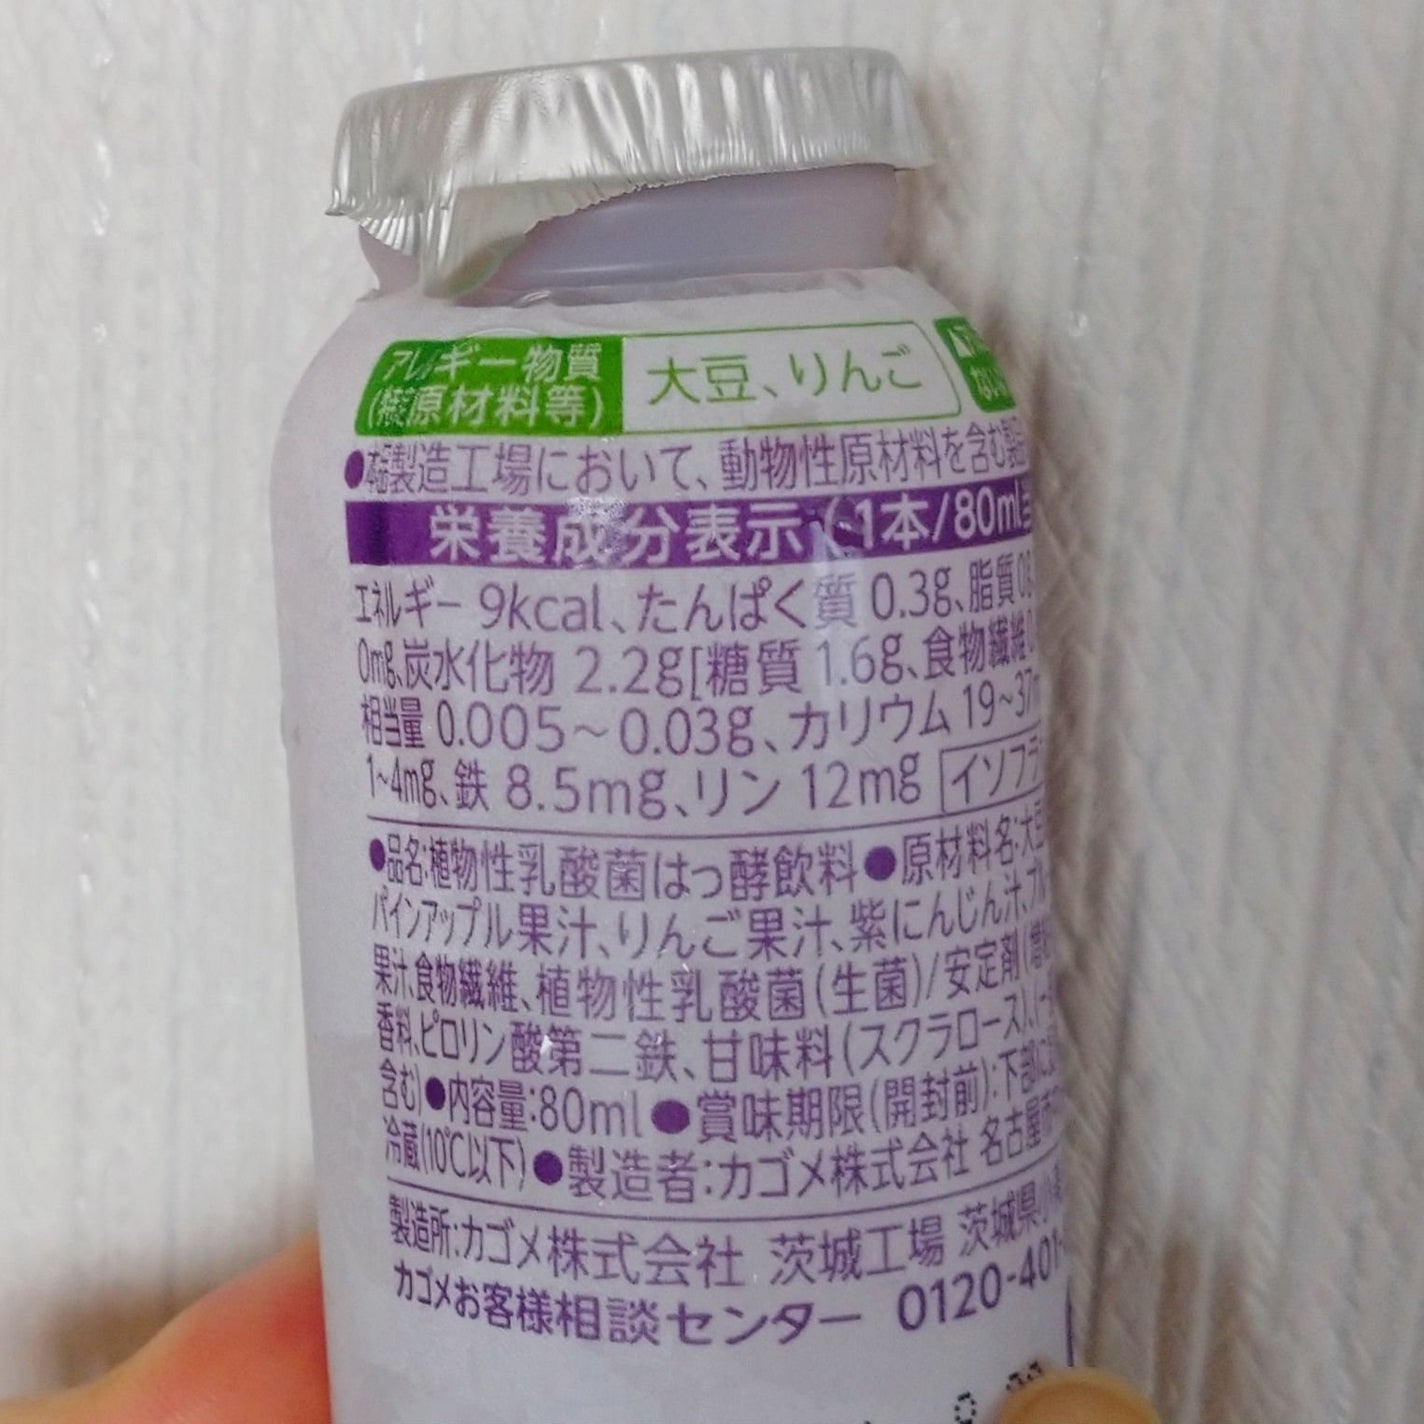 アレルギー物質 大豆、りんご
原材料等)
●本品製造工場において、動物性原材料を含む製
栄養成分表示(1本/80ml
エネルギー 9kcal、たんぱく質 0.3g、脂質
0mg、炭水化物 2.2g[糖質 1.6g、食物繊維
相当量 0.005~0.03g、カリウム 19~37
1~4mg、鉄 8.5mg、リン 12mg イソフラ
●品名:植物性乳酸菌はっ酵飲料●原材料名:大豆
パインアップル果汁、りんご果汁、紫にんじん汁、
果汁、食物繊維、植物性乳酸菌(生菌)/安定剤(
香料、ピロリン酸第二鉄、甘味料(スクラロース)、
含む)●内容量:80ml●賞味期限(開封前):下部に
冷蔵(10℃以下)●製造者:カゴメ株式会社 名古屋市
製造所:カゴメ株式会社 茨城工場 茨城県小
カゴメお客様相談センター 0120-401-